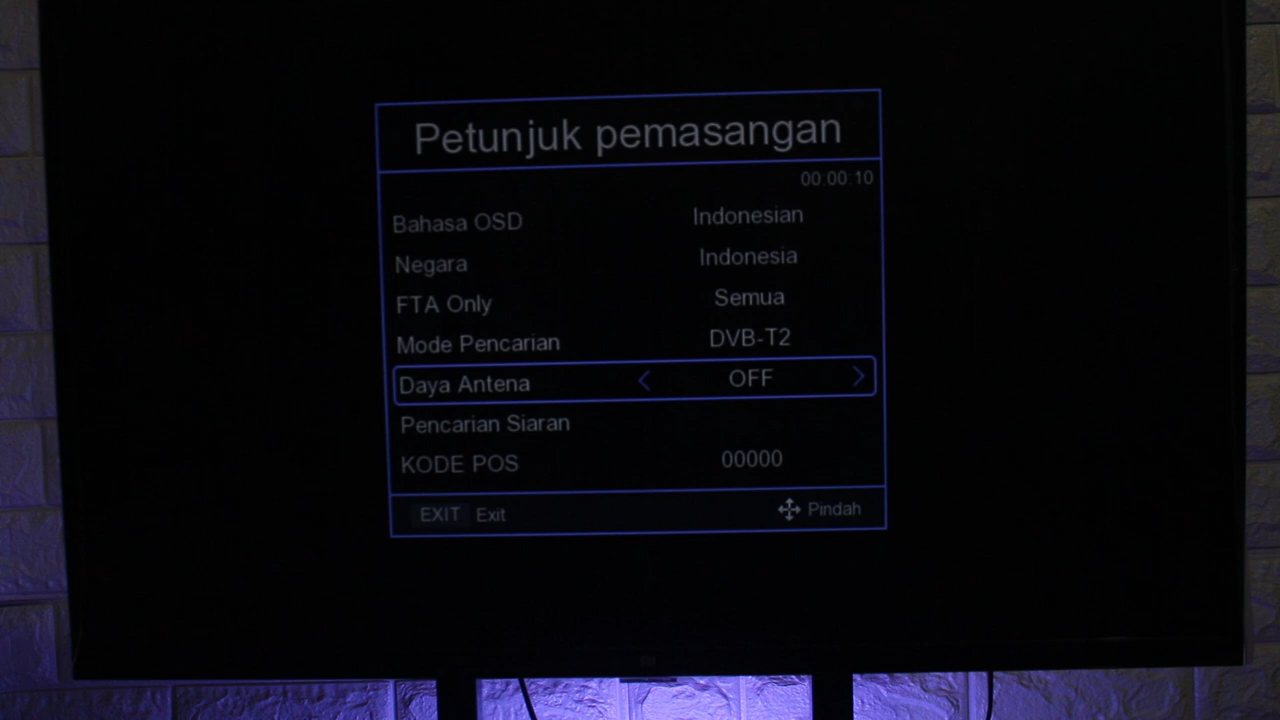 Petunjuk pemasangan
00:00:10
Bahasa OSD Indonesian
Negara Indonesia
FTA Only Semua
Mode Pencarian DVB-T2
Daya Antena < OFF >
Pencarian Siaran
KODE POS 00000
EXIT Exit Pindah